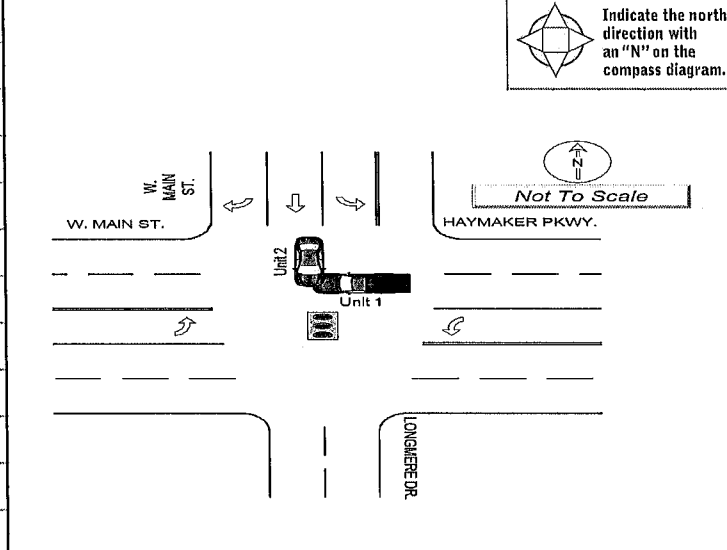 Indicate the north
direction with
an "N" on the
compass diagram.
N
Not To Scale
W.
MAIN
ST.
W. MAIN ST.
HAYMAKER PKWY.
Unit 2
Unit 1
LONGMERE DR.